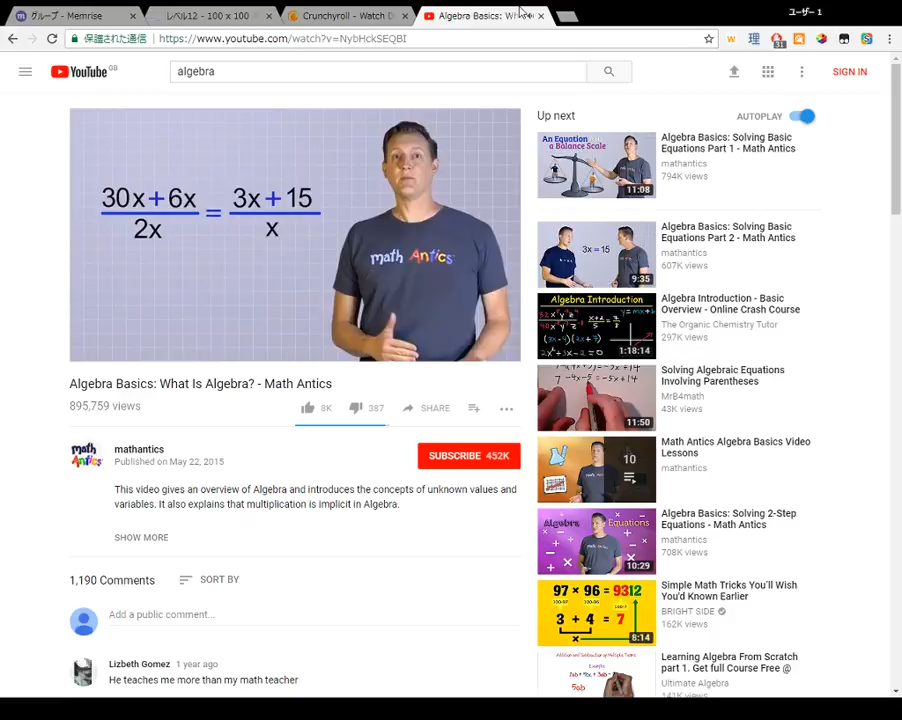 グループ - Memrise
レベル12 - 100 x 100
Crunchyroll - Watch
Algebra Basics: Wh
ユーザー 1
保護された通信
https://www.youtube.com/watch?v=NybHckSEQBI
31
YouTube GB
algebra
SIGN IN
30x+6x = 3x+15
2x x
math Antics
Algebra Basics: What Is Algebra? - Math Antics
895,759 views
8K
387
SHARE
math Antics
mathantics
Published on May 22, 2015
SUBSCRIBE 452K
This video gives an overview of Algebra and introduces the concepts of unknown values and
variables. It also explains that multiplication is implicit in Algebra.
SHOW MORE
1,190 Comments
SORT BY
Add a public comment...
Lizbeth Gomez 1 year ago
He teaches me more than my math teacher
Up next
AUTOPLAY
An Equation
a Balance Scale
11:08
Algebra Basics: Solving Basic
Equations Part 1 - Math Antics
mathantics
794K views
3x = 15
9:35
Algebra Basics: Solving Basic
Equations Part 2 - Math Antics
mathantics
607K views
Algebra Introduction
1:18:14
Algebra Introduction - Basic
Overview - Online Crash Course
The Organic Chemistry Tutor
297K views
11:50
Solving Algebraic Equations
Involving Parentheses
MrB4math
43K views
10
Math Antics Algebra Basics Video
Lessons
mathantics
Algebra Equations
10:29
Algebra Basics: Solving 2-Step
Equations - Math Antics
mathantics
708K views
97 × 96 = 9312
3 + 4 = 7
8:14
Simple Math Tricks You'll Wish
You'd Known Earlier
BRIGHT SIDE
162K views
Learning Algebra From Scratch
part 1. Get full Course Free @
Ultimate Algebra
141K views